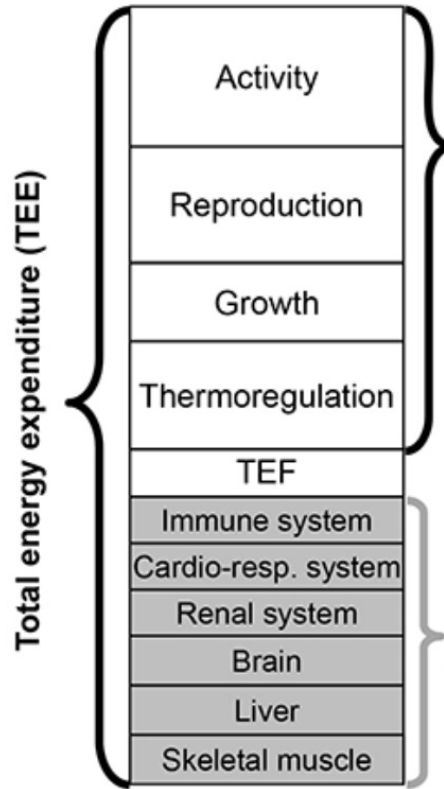 Total energy expenditure (TEE)
Activity
Reproduction
Growth
Thermoregulation
TEF
Immune system
Cardio-resp. system
Renal system
Brain
Liver
Skeletal muscle